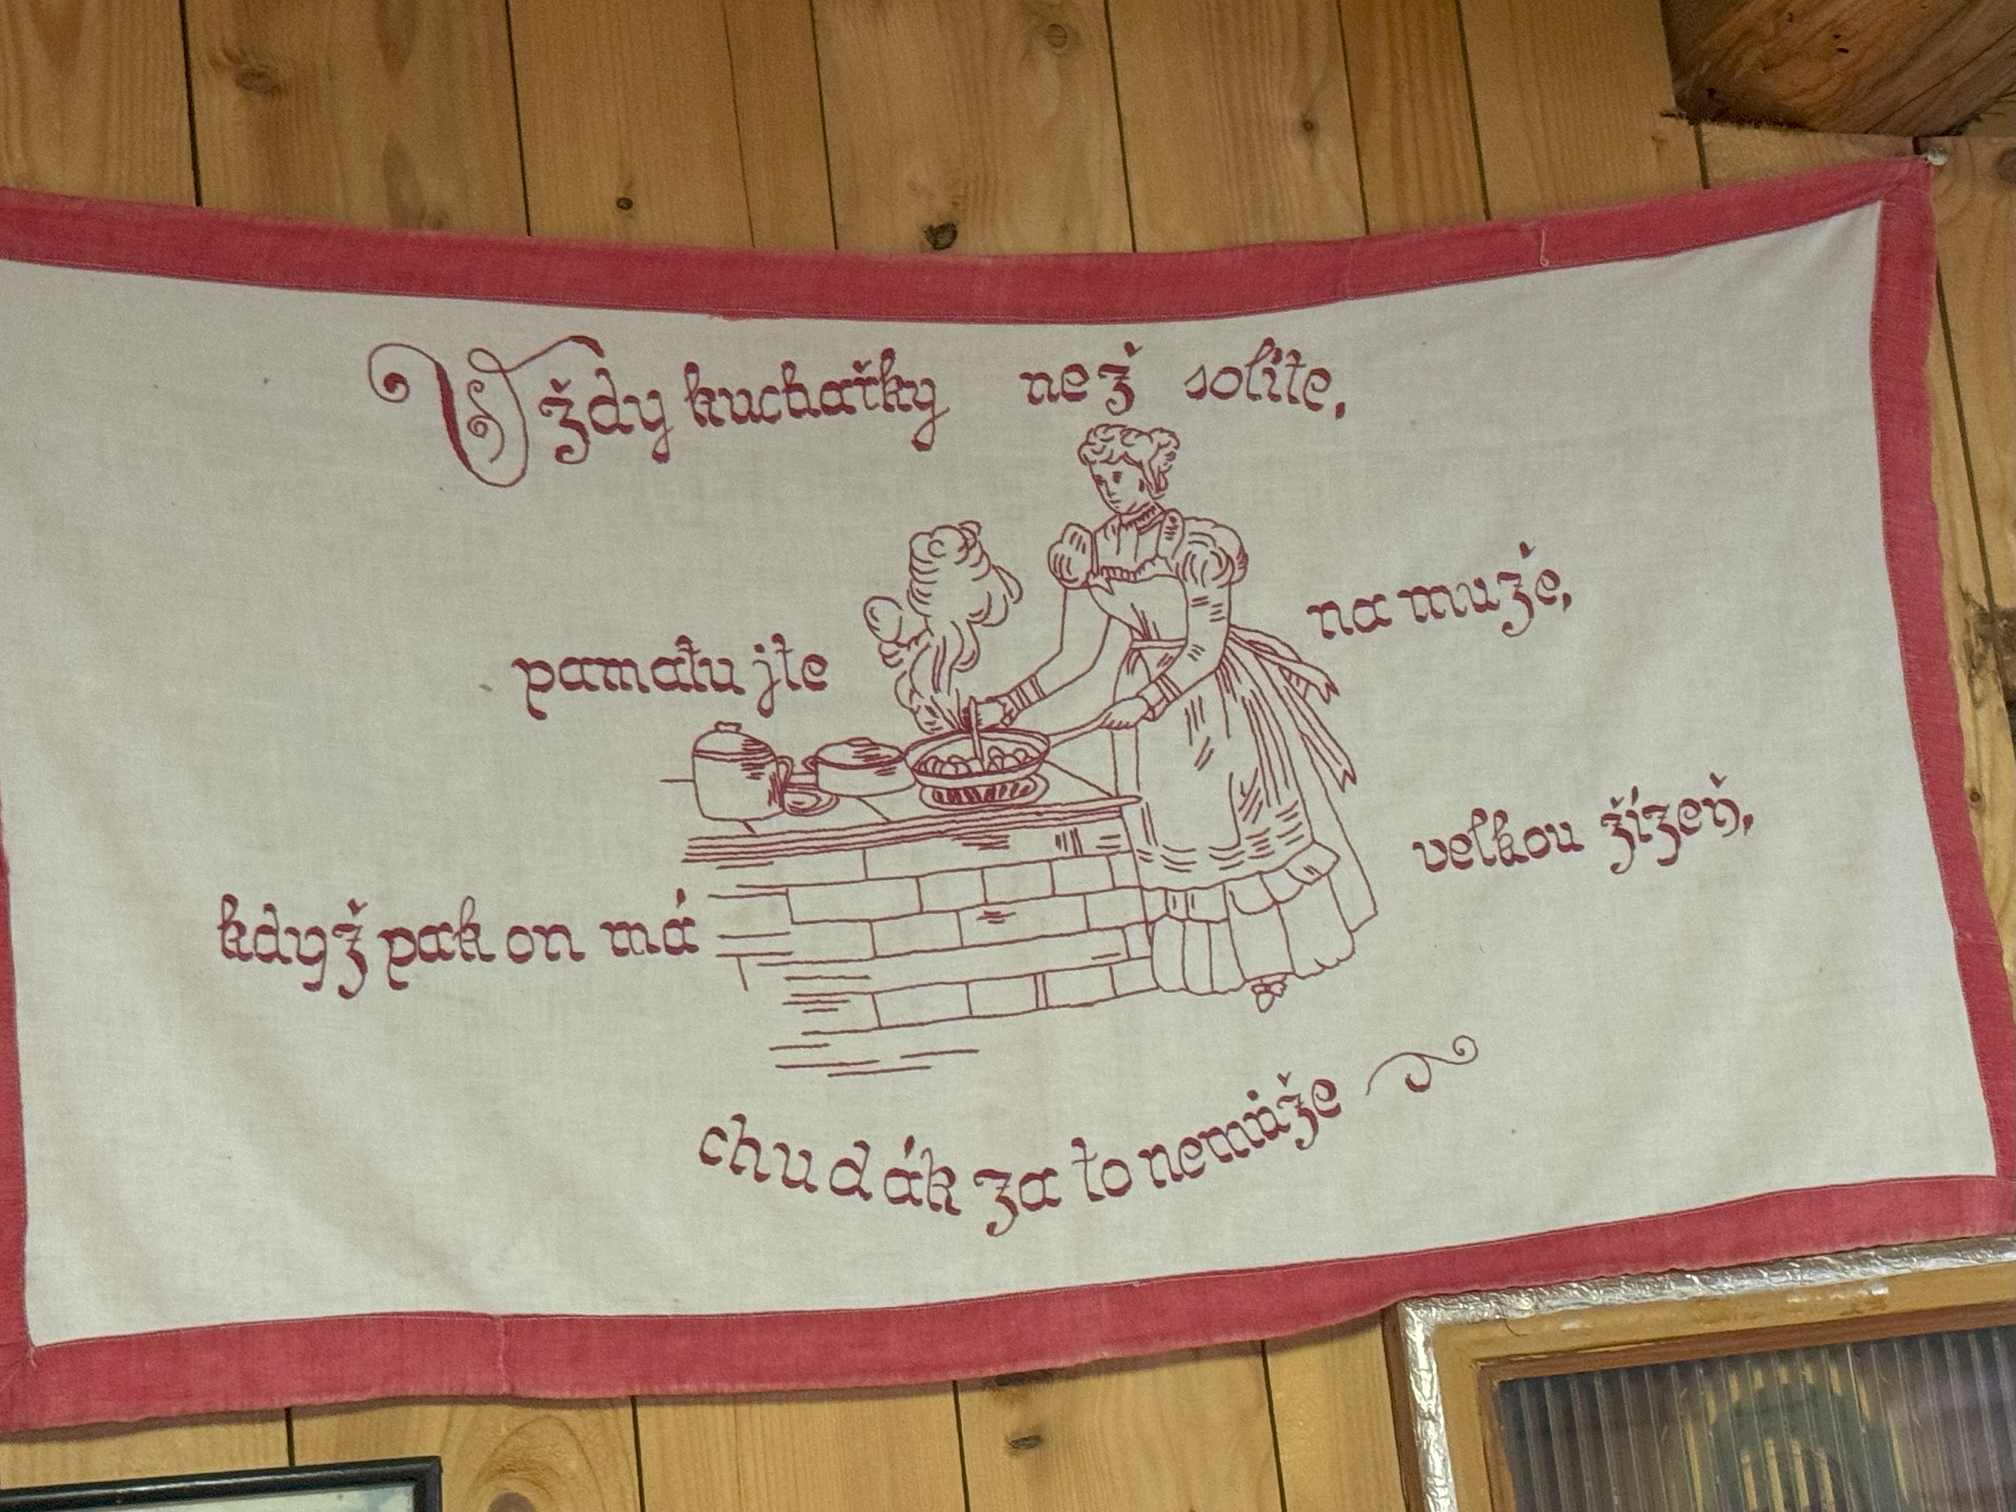 Vždy kuchařky než solíte,
pamatujte na muže,
když pak on má velkou žízeň,
chudák za to nemůže